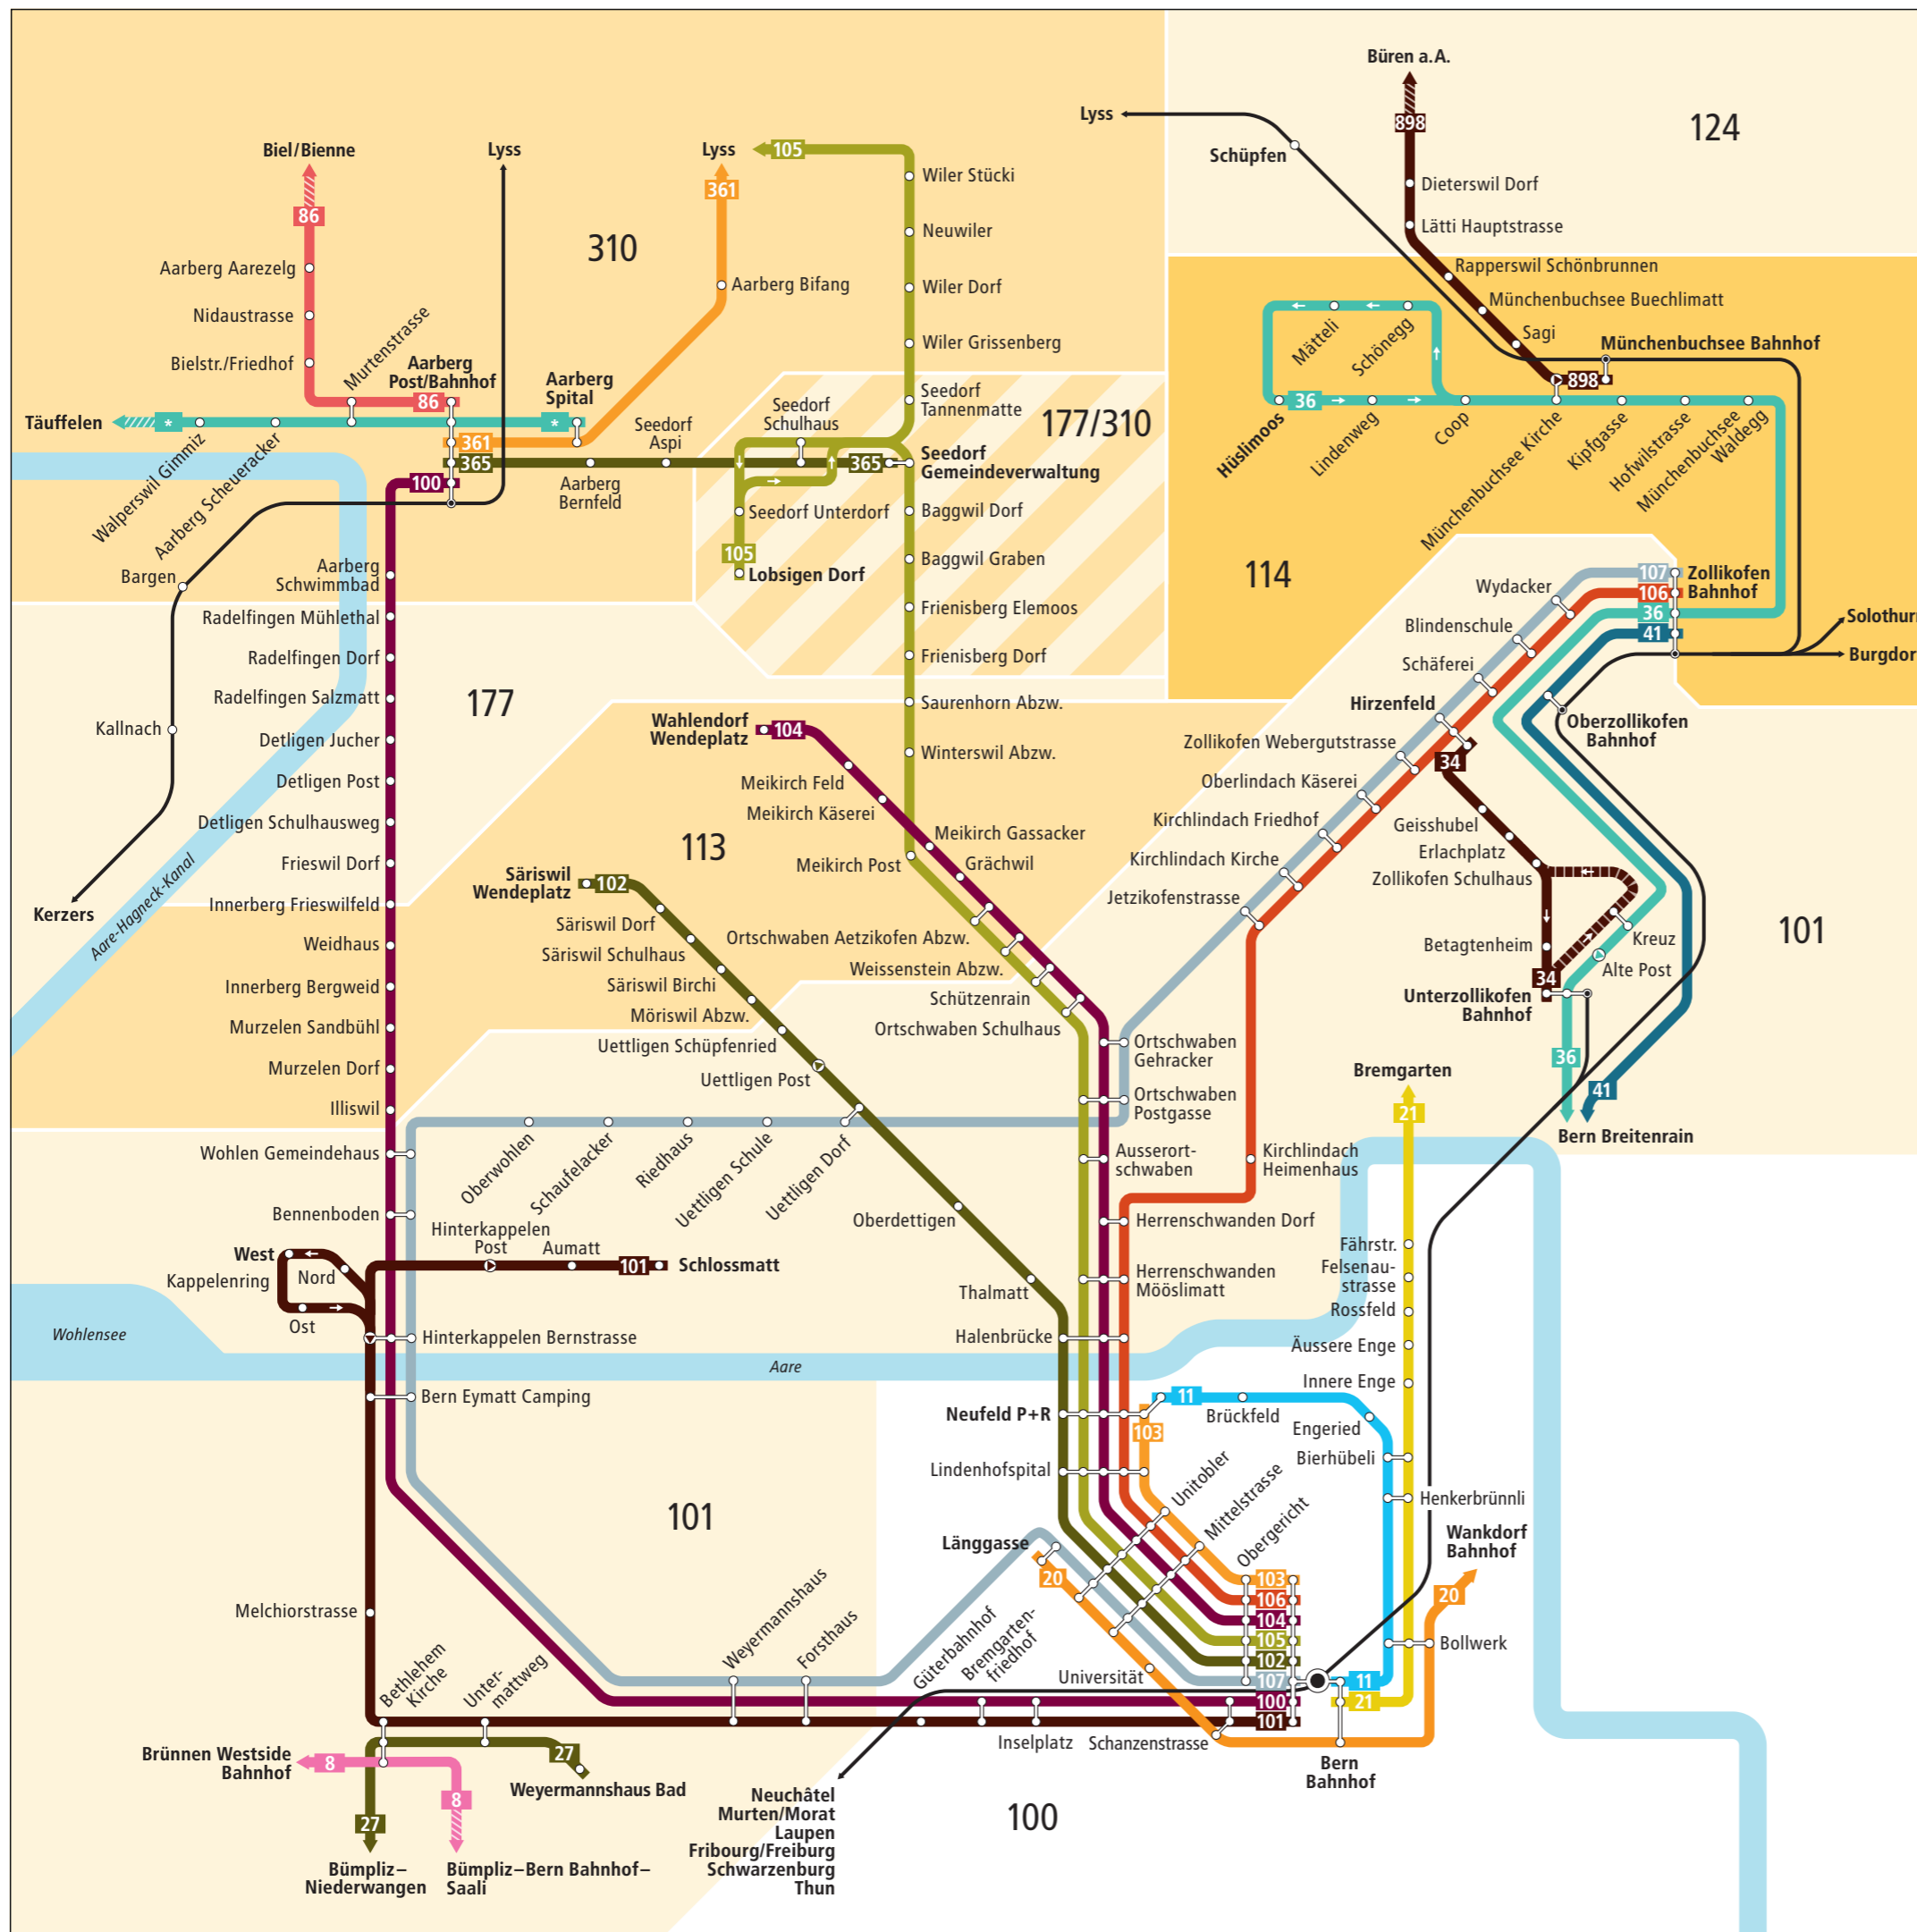 Büren a.A.
Lyss
898
124
Schüpfen
Biel/Bienne
Lyss
Lyss
105
Wiler Stücki
Dieterswil Dorf
361
86
Lätti Hauptstrasse
Neuwiler
310
Aarberg Aarezelg
Rapperswil Schönbrunnen
Aarberg Bifang
Wiler Dorf
Münchenbuchsee Buechlimatt
Nidaustrasse
Sagi
Mätteli
Schönegg
Münchenbuchsee Bahnhof
Wiler Grissenberg
Bielstr./Friedhof
Murtenstrasse
Aarberg
Post/Bahnhof
Aarberg
Spital
898
Seedorf
Tannenmatte
86
36
Seedorf
Schulhaus
177/310
Täuffelen
*
*
Seedorf
Aspi
361
Hüslimoos
Lindenweg
Coop
Münchenbuchsee Kirche
Kipfgasse
Hofwilstrasse
Münchenbuchsee
Waldegg
365
365
Seedorf
Gemeindeverwaltung
Walperswil Gimmiz
Aarberg Scheueracker
100
Aarberg
Bernfeld
Seedorf Unterdorf
Baggwil Dorf
105
Baggwil Graben
Bargen
Aarberg
Schwimmbad
Lobsigen Dorf
114
Wydacker
107
Zollikofen
Bahnhof
106
Radelfingen Mühlethal
Frienisberg Elemoos
36
Solothurn
Blindenschule
41
Radelfingen Dorf
Frienisberg Dorf
Schäferei
Burgdorf
Radelfingen Salzmatt
177
Saurenhorn Abzw.
Hirzenfeld
Kallnach
Wahlendorf
Wendeplatz
104
Oberzollikofen
Bahnhof
Detligen Jucher
Winterswil Abzw.
Zollikofen Webergutstrasse
34
Detligen Post
Meikirch Feld
Oberlindach Käserei
Meikirch Käserei
Detligen Schulhausweg
113
Meikirch Gassacker
Kirchlindach Friedhof
Geisshubel
Erlachplatz
Frieswil Dorf
Meikirch Post
Grächwil
Kirchlindach Kirche
Zollikofen Schulhaus
Säriswil
Wendeplatz
102
Jetzikofenstrasse
Innerberg Frieswilfeld
Kerzers
Aare-Hagneck-Kanal
Säriswil Dorf
Ortschwaben Aetzikofen Abzw.
101
Weidhaus
Säriswil Schulhaus
Weissenstein Abzw.
Betagtenheim
Kreuz
Alte Post
Innerberg Bergweid
Säriswil Birchi
Schützenrain
34
Unterzollikofen
Bahnhof
Möriswil Abzw.
Ortschwaben Schulhaus
Murzelen Sandbühl
Uettligen Schüpfenried
Ortschwaben
Gehracker
36
Murzelen Dorf
Uettligen Post
Bremgarten
41
Illiswil
Ortschwaben
Postgasse
21
Bern Breitenrain
Wohlen Gemeindehaus
Oberwohlen
Schaufelacker
Riedhaus
Uettligen Schule
Uettligen Dorf
Ausserort-
schwaben
Kirchlindach
Heimenhaus
Bennenboden
Oberdettigen
Herrenschwanden Dorf
Hinterkappelen
Post
Aumatt
West
Kappelenring
Nord
101
Schlossmatt
Fährstr.
Felsenau-
strasse
Herrenschwanden
Mööslimatt
Thalmatt
Ost
Rossfeld
Wohlensee
Hinterkappelen Bernstrasse
Halenbrücke
Äussere Enge
Aare
Innere Enge
Bern Eymatt Camping
11
Brückfeld
Neufeld P+R
103
Engeried
Bierhübeli
Lindenhofspital
Unitobler
Mittelstrasse
Obergericht
Henkerbrünnli
101
Wankdorf
Bahnhof
Länggasse
20
103
20
106
104
Melchiorstrasse
Weyermannshaus
Forsthaus
Güterbahnhof
Bremgarten-
friedhof
105
Bollwerk
102
Bethlehem
Kirche
Unter-
mattweg
Universität
107
11
100
21
101
Inselplatz
Schanzenstrasse
Brünnen Westside
Bahnhof
8
27
Weyermannshaus Bad
Bern
Bahnhof
8
27
Neuchâtel
Murten/Morat
Laupen
Fribourg/Freiburg
Schwarzenburg
Thun
100
Bümpliz–
Niederwangen
Bümpliz–Bern Bahnhof–
Saali